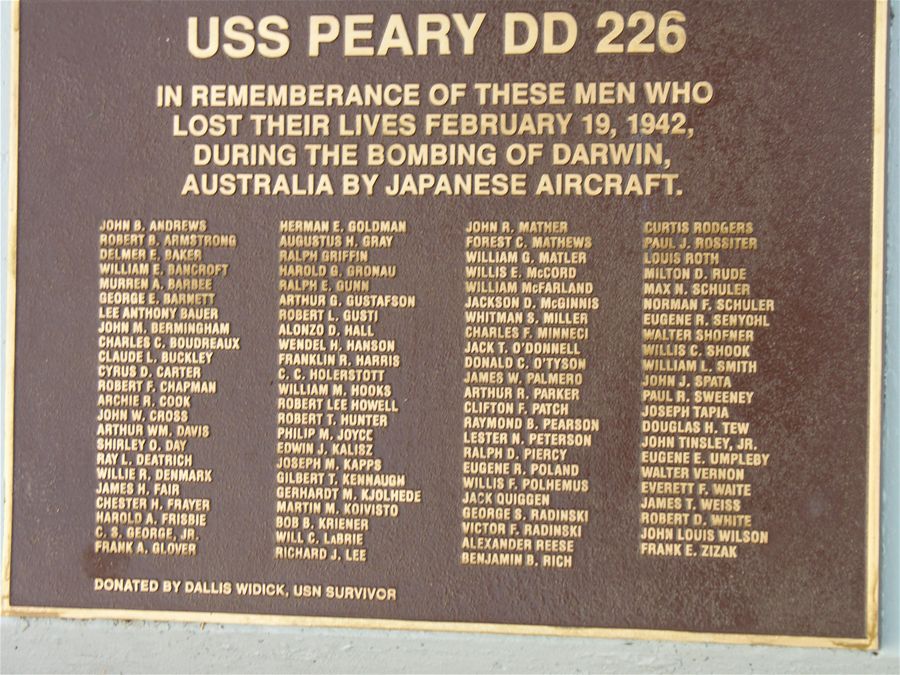 USS PEARY DD 226
IN REMEMBERANCE OF THESE MEN WHO
LOST THEIR LIVES FEBRUARY 19, 1942,
DURING THE BOMBING OF DARWIN,
AUSTRALIA BY JAPANESE AIRCRAFT.
JOHN B. ANDREWS
ROBERT B. ARMSTRONG
DELMER E. BAKER
WILLIAM E. BANCROFT
MURREN A. BARBEE
GEORGE E. BARNETT
LEE ANTHONY BAUER
JOHN M. BERMINGHAM
CHARLES C. BOUDREAUX
CLAUDE L. BUCKLEY
CYRUS D. CARTER
ROBERT F. CHAPMAN
ARCHIE R. COOK
JOHN W. CROSS
ARTHUR WM. DAVIS
SHIRLEY O. DAY
RAY L. DEATRICH
WILLIE R. DENMARK
JAMES H. FAIR
CHESTER H. FRAYER
HAROLD A. FRISBIE
C. S. GEORGE, JR.
FRANK A. GLOVER
HERMAN E. GOLDMAN
AUGUSTUS H. GRAY
RALPH GRIFFIN
HAROLD G. GRONAU
RALPH E. GUNN
ARTHUR G. GUSTAFSON
ROBERT L. GUSTI
ALONZO D. HALL
WENDEL H. HANSON
FRANKLIN R. HARRIS
C. C. HOLERSTOTT
WILLIAM M. HOOKS
ROBERT LEE HOWELL
ROBERT T. HUNTER
PHILIP M. JOYCE
EDWIN J. KALISZ
JOSEPH M. KAPPS
GILBERT T. KENNAUGH
GERHARDT M. KJOLHEDE
MARTIN M. KOIVISTO
BOB B. KRIENER
WILL C. LaBRIE
RICHARD J. LEE
JOHN R. MATHER
FOREST C. MATHEWS
WILLIAM G. MATLER
WILLIS E. McCORD
WILLIAM McFARLAND
JACKSON D. McGINNIS
WHITMAN S. MILLER
CHARLES F. MINNECI
JACK T. O'DONNELL
DONALD C. O'TYSON
JAMES W. PALMERO
ARTHUR R. PARKER
CLIFTON F. PATCH
RAYMOND B. PEARSON
LESTER N. PETERSON
RALPH D. PIERCY
EUGENE R. POLAND
WILLIS F. POLHEMUS
JACK QUIGGEN
GEORGE S. RADINSKI
VICTOR F. RADINSKI
ALEXANDER REESE
BENJAMIN B. RICH
CURTIS RODGERS
PAUL J. ROSSITER
LOUIS ROTH
MILTON D. RUDE
MAX N. SCHULER
NORMAN F. SCHULER
EUGENE R. SENYOHL
WALTER SHOFNER
WILLIS C. SHOOK
WILLIAM L. SMITH
JOHN J. SPATA
PAUL R. SWEENEY
JOSEPH TAPIA
DOUGLAS H. TEW
JOHN TINSLEY, JR.
EUGENE E. UMPLEBY
WALTER VERNON
EVERETT F. WAITE
JAMES T. WEISS
ROBERT D. WHITE
JOHN LOUIS WILSON
FRANK E. ZIZAK
DONATED BY DALLIS WIDICK, USN SURVIVOR